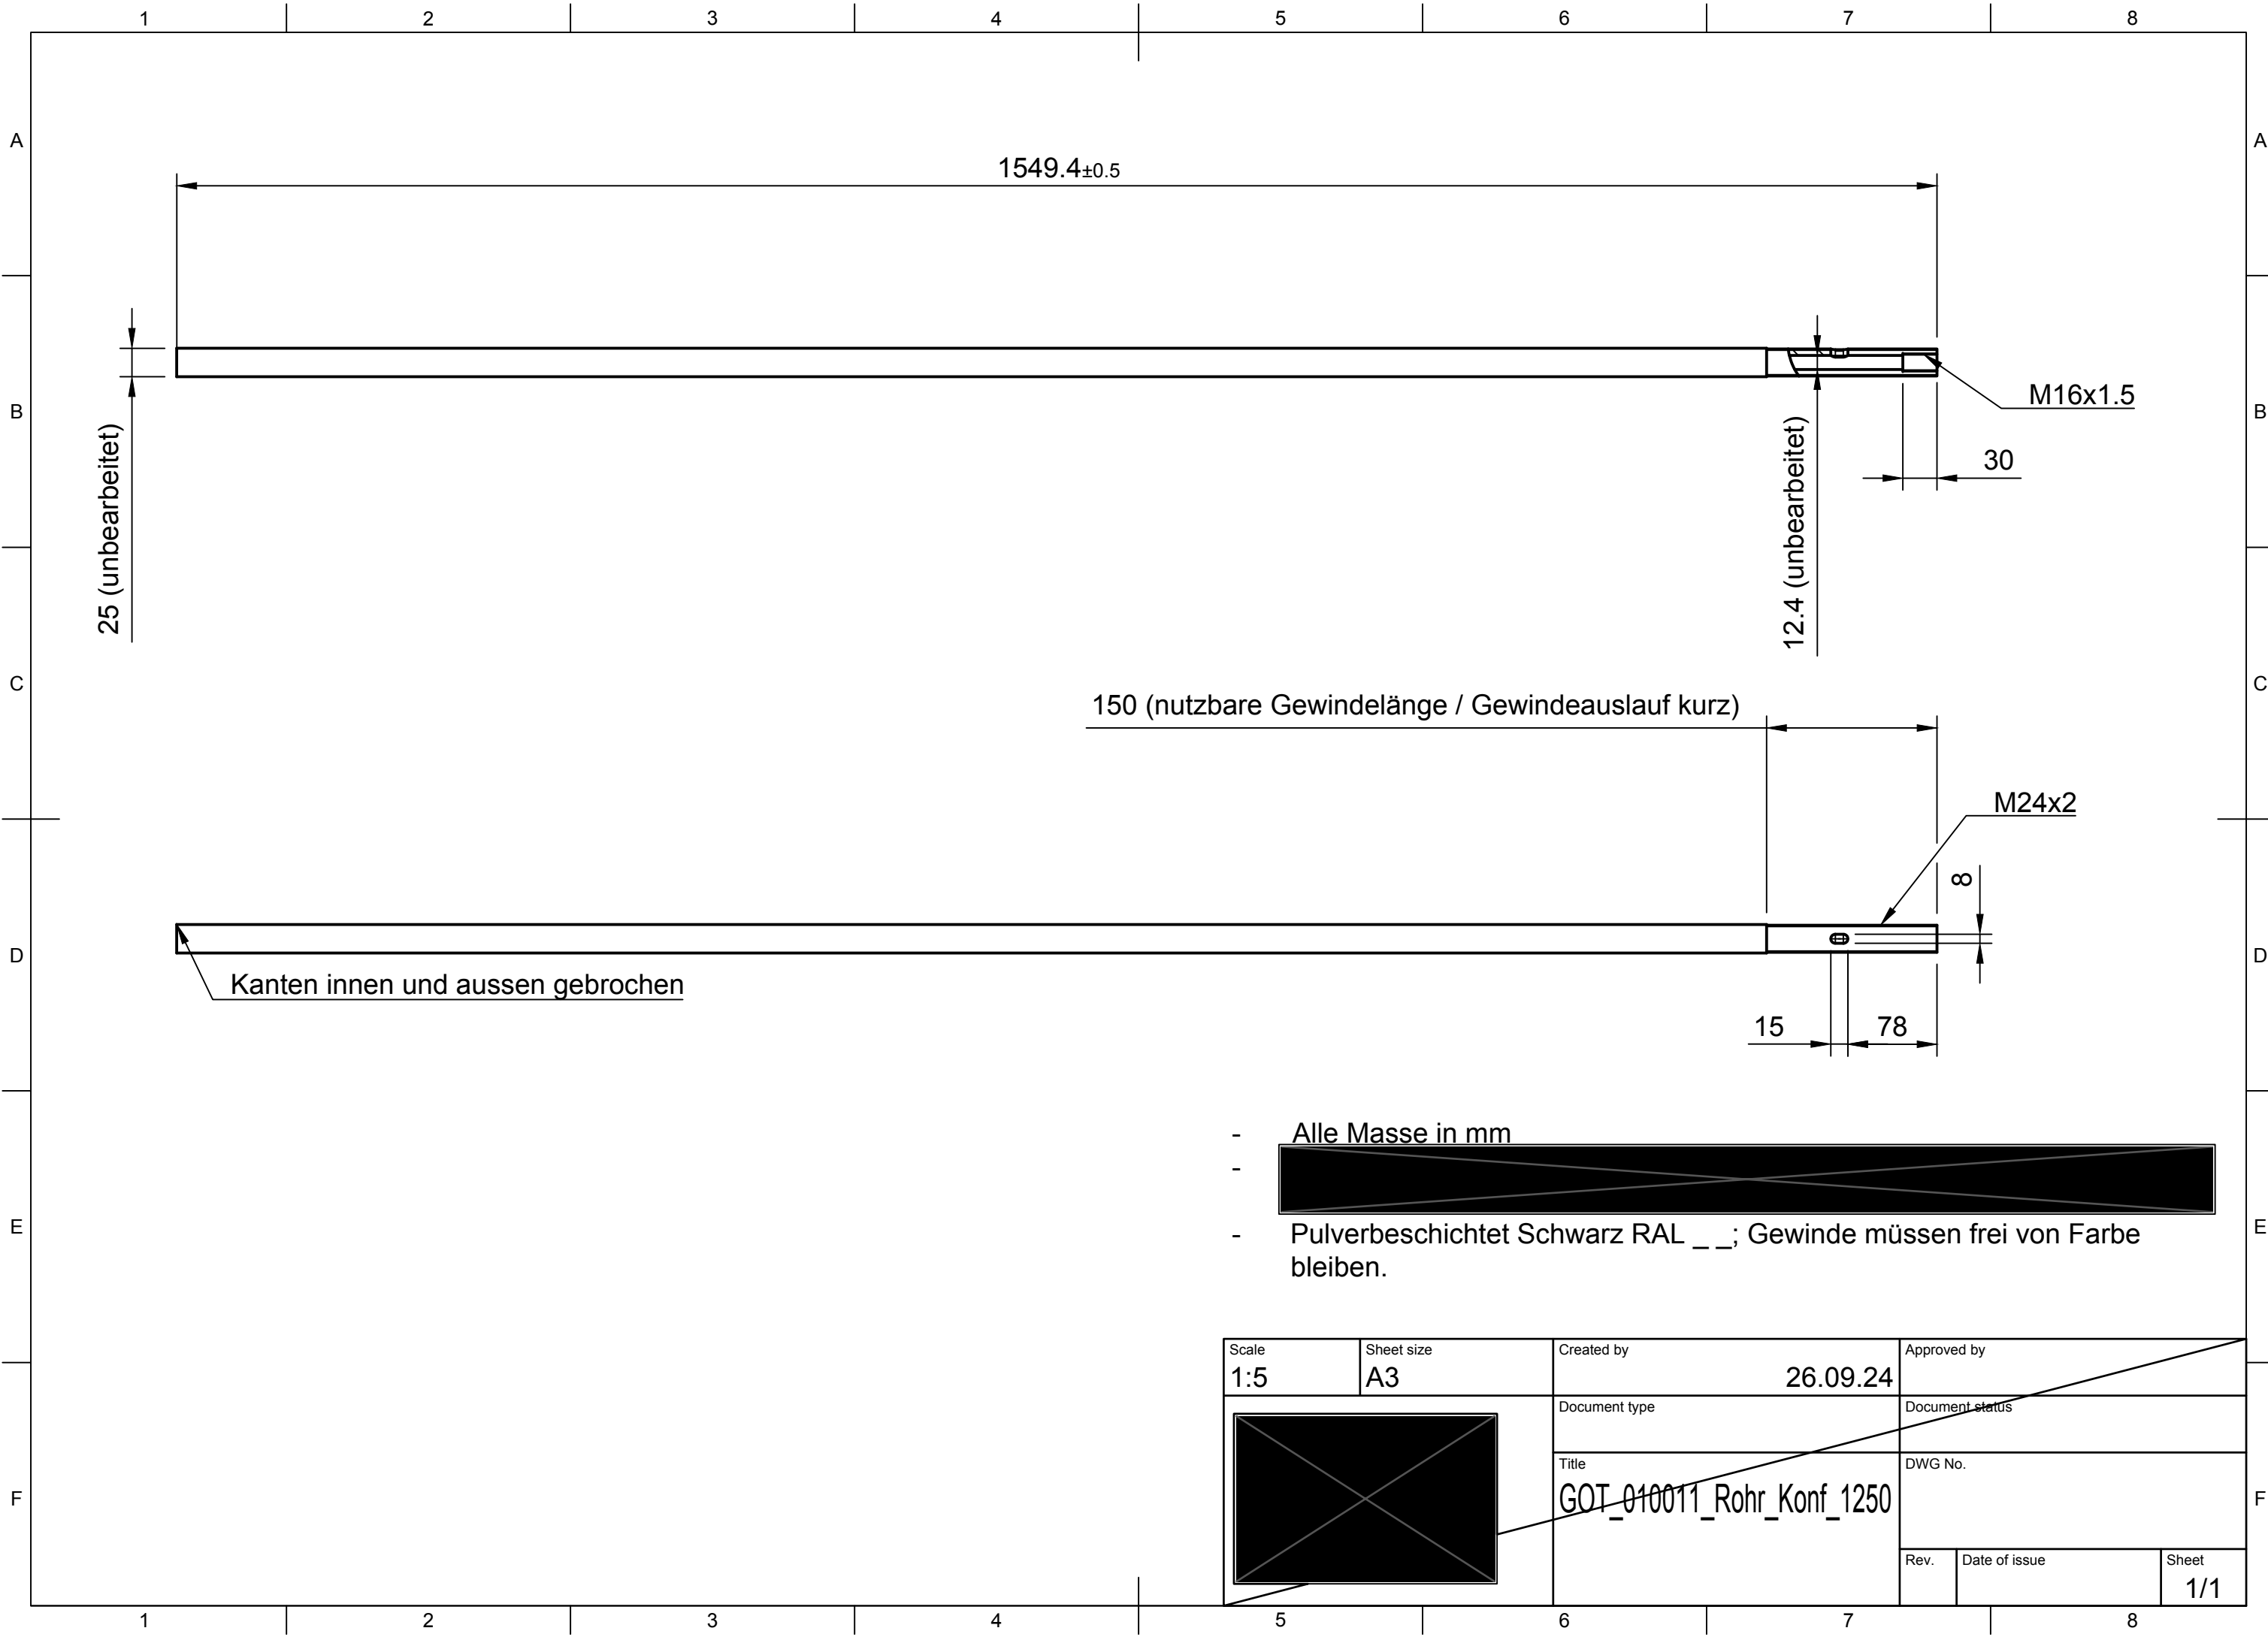 1 2 3 4 5 6 7 8
A A
1549.4±0.5
B B
M16x1.5
30
25 (unbearbeitet)
12.4 (unbearbeitet)
C C
150 (nutzbare Gewindelänge / Gewindeauslauf kurz)
M24x2
8
D D
Kanten innen und aussen gebrochen
15 78
- Alle Masse in mm
-
E E
- Pulverbeschichtet Schwarz RAL _ _; Gewinde müssen frei von Farbe
bleiben.
Scale Sheet size Created by Approved by
1:5 A3 26.09.24
Document type Document status
Title DWG No.
F GOT_010011_Rohr_Konf_1250 F
Rev. Date of issue Sheet
1/1
1 2 3 4 5 6 7 8